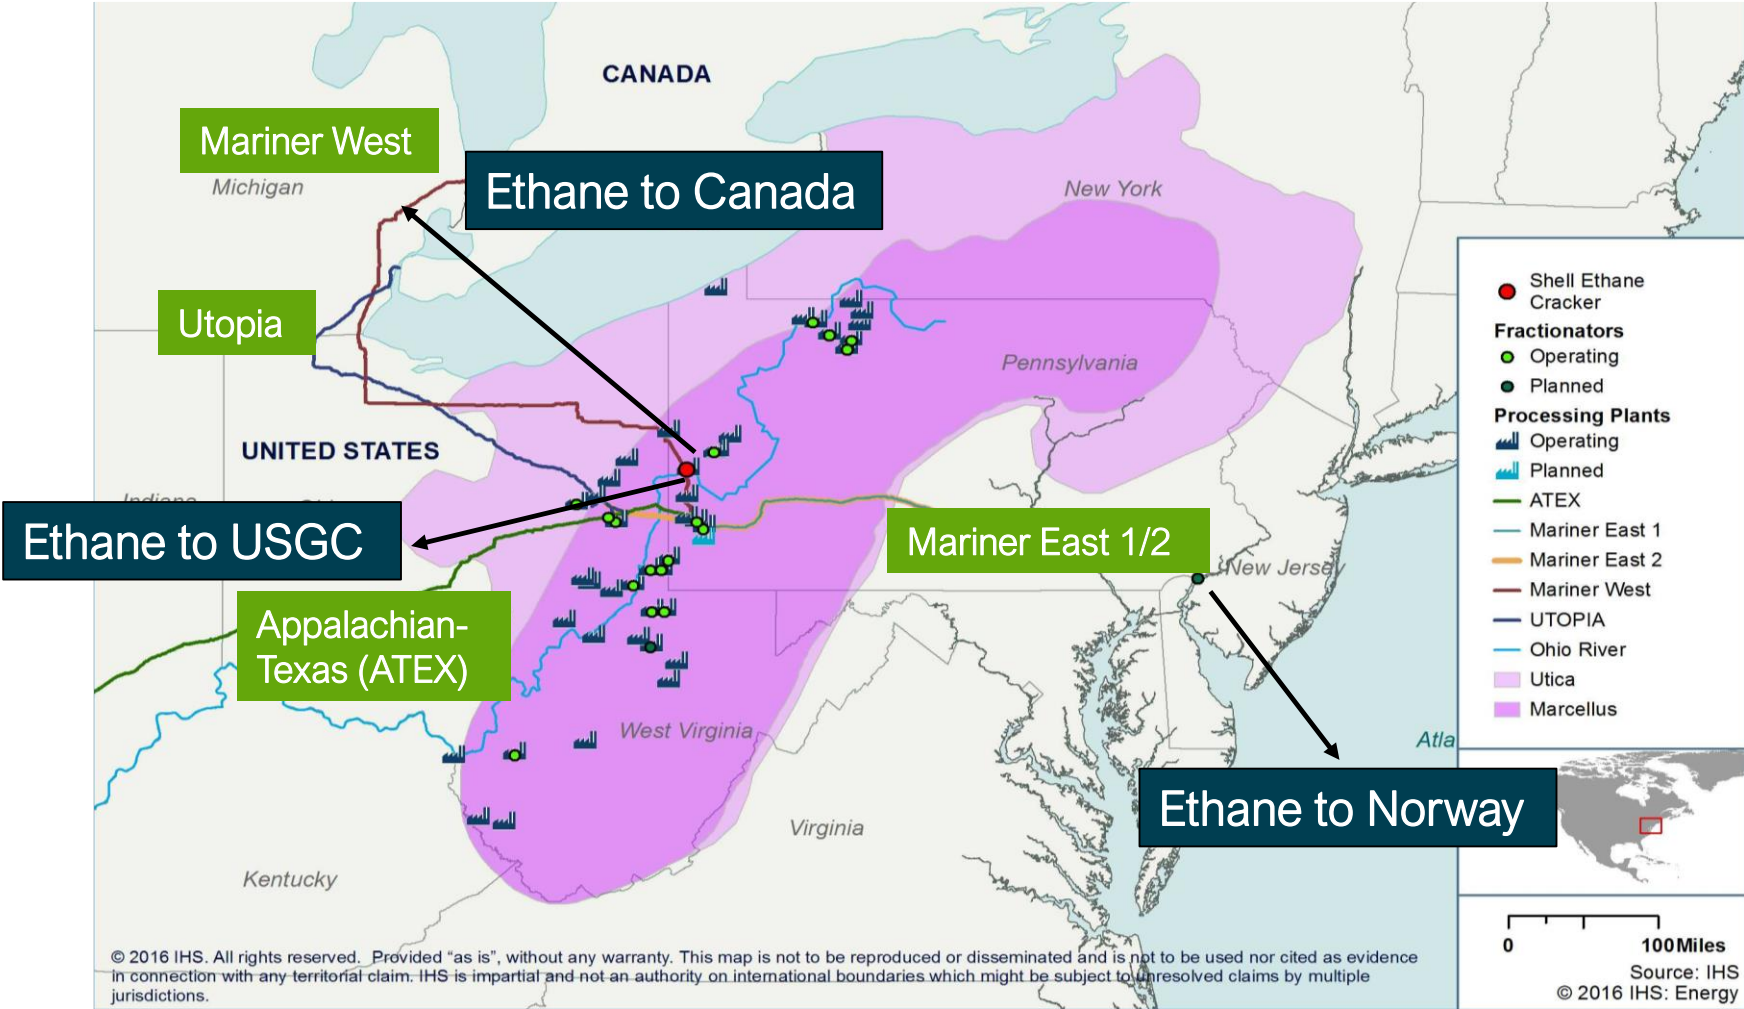 CANADA
Mariner West
Ethane to Canada
Michigan
New York
Utopia
Pennsylvania
UNITED STATES
Indiana
Ethane to USGC
Mariner East 1/2
New Jersey
Appalachian-
Texas (ATEX)
West Virginia
Ethane to Norway
Virginia
Kentucky
Atla
Shell Ethane
Cracker
Fractionators
Operating
Planned
Processing Plants
Operating
Planned
ATEX
Mariner East 1
Mariner East 2
Mariner West
UTOPIA
Ohio River
Utica
Marcellus
0 100 Miles
Source: IHS
© 2016 IHS: Energy
© 2016 IHS. All rights reserved. Provided “as is”, without any warranty. This map is not to be reproduced or disseminated and is not to be used nor cited as evidence
in connection with any territorial claim. IHS is impartial and not an authority on international boundaries which might be subject to unresolved claims by multiple
jurisdictions.